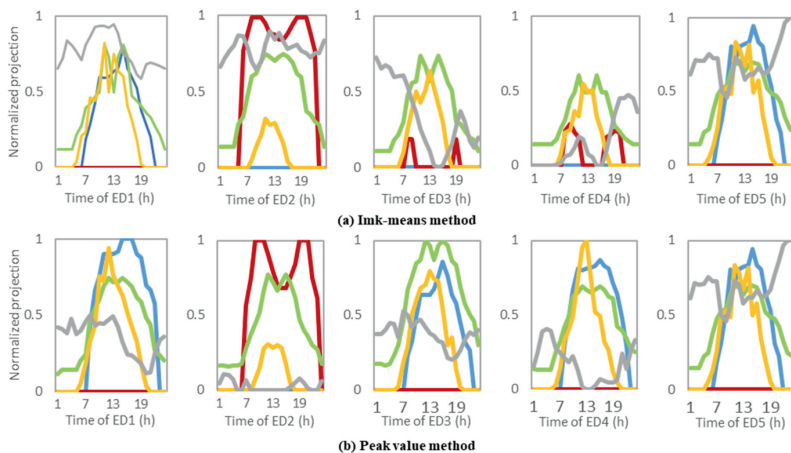 Normalized projection
1
0.5
0
1 7 13 19
Time of ED1 (h)
1
0.5
0
1 7 13 19
Time of ED2 (h)
1
0.5
0
1 7 13 19
Time of ED3 (h)
1
0.5
0
1 7 13 19
Time of ED4 (h)
1
0.5
0
1 7 13 19
Time of ED5 (h)
(a) Imk-means method
Normalized projection
1
0.5
0
1 7 13 19
Time of ED1 (h)
1
0.5
0
1 7 13 19
Time of ED2 (h)
1
0.5
0
1 7 13 19
Time of ED3 (h)
1
0.5
0
1 7 13 19
Time of ED4 (h)
1
0.5
0
1 7 13 19
Time of ED5 (h)
(b) Peak value method